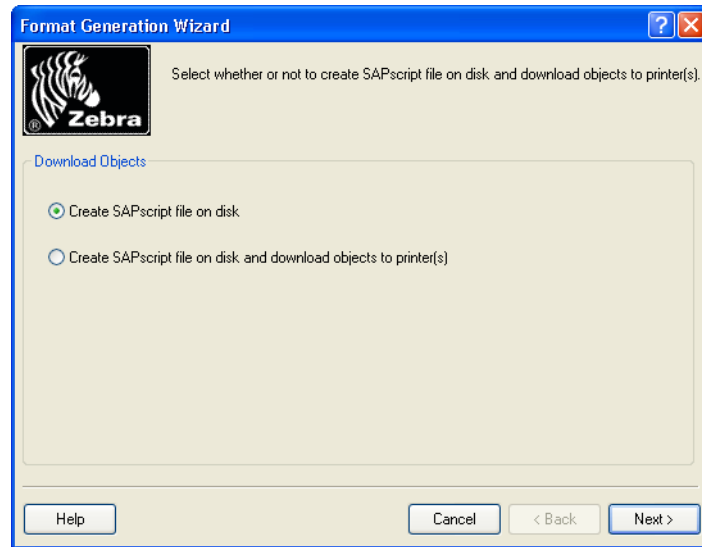 Format Generation Wizard
Select whether or not to create SAPscript file on disk and download objects to printer(s).
® Zebra
Download Objects
Create SAPscript file on disk
Create SAPscript file on disk and download objects to printer(s)
Help
Cancel
< Back
Next >